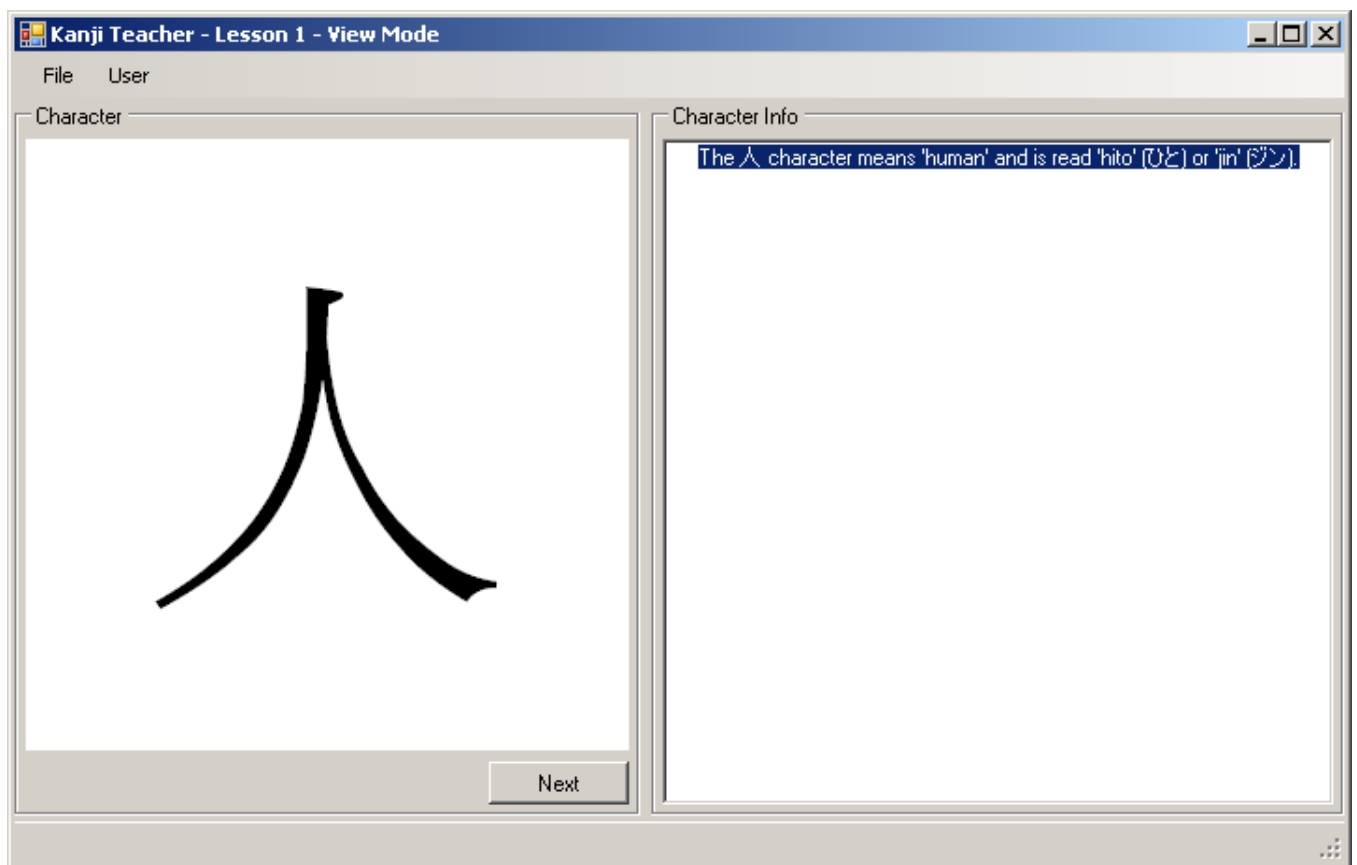 Kanji Teacher - Lesson 1 - View Mode
File User
Character
人
Next
Character Info
The 人 character means 'human' and is read 'hito' (ひと) or 'jin' (ジン).